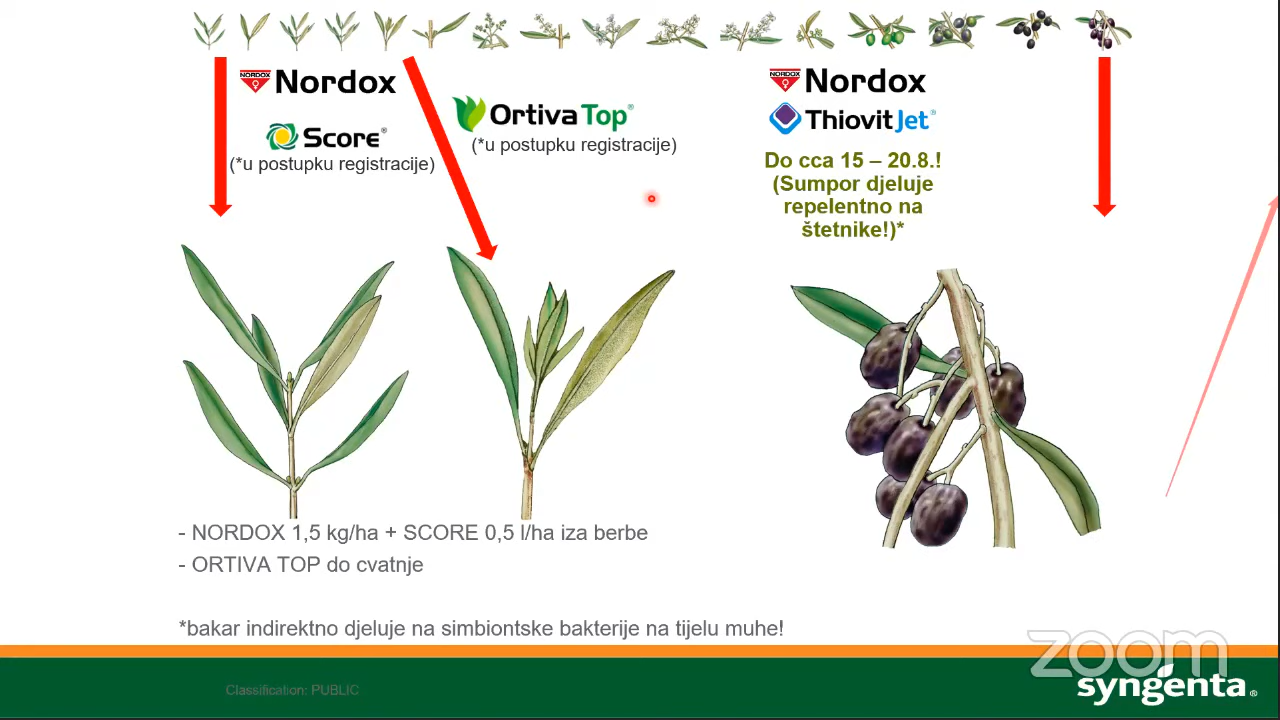 NORDOX
Nordox
Score®
(*u postupku registracije)
Ortiva Top®
(*u postupku registracije)
NORDOX
Nordox
Thiovit Jet®
Do cca 15 – 20.8.!
(Sumpor djeluje
repelentno na
štetnike!)*
- NORDOX 1,5 kg/ha + SCORE 0,5 l/ha iza berbe
- ORTIVA TOP do cvatnje
*bakar indirektno djeluje na simbiontske bakterije na tijelu muhe!
zoom
Classification: PUBLIC
syngenta®